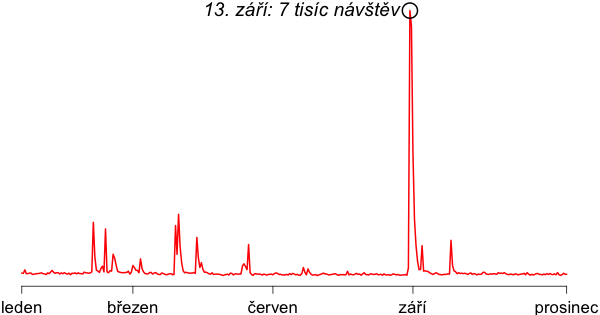 13. září: 7 tisíc návštěv
leden březen červen září prosinec